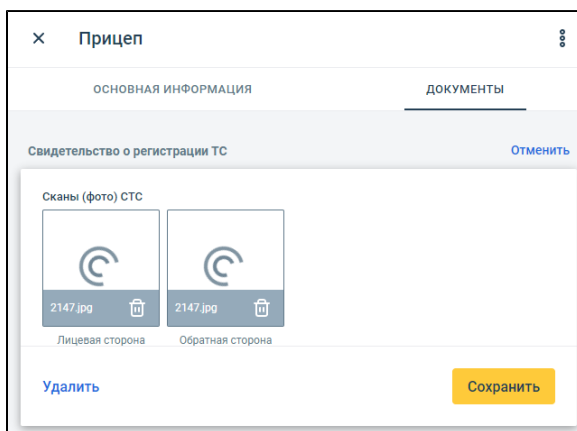 Прицеп
ОСНОВНАЯ ИНФОРМАЦИЯ
ДОКУМЕНТЫ
Свидетельство о регистрации ТС
Отменить
Сканы (фото) СТС
2147.jpg
2147.jpg
Лицевая сторона
Обратная сторона
Удалить
Сохранить